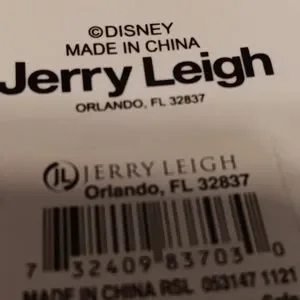 ©DISNEY
MADE IN CHINA
Jerry Leigh
ORLANDO, FL 32837
JL JERRY LEIGH
Orlando, FL 32837
7 32409 83703 0
MADE IN CHINA RSL 053147 1121